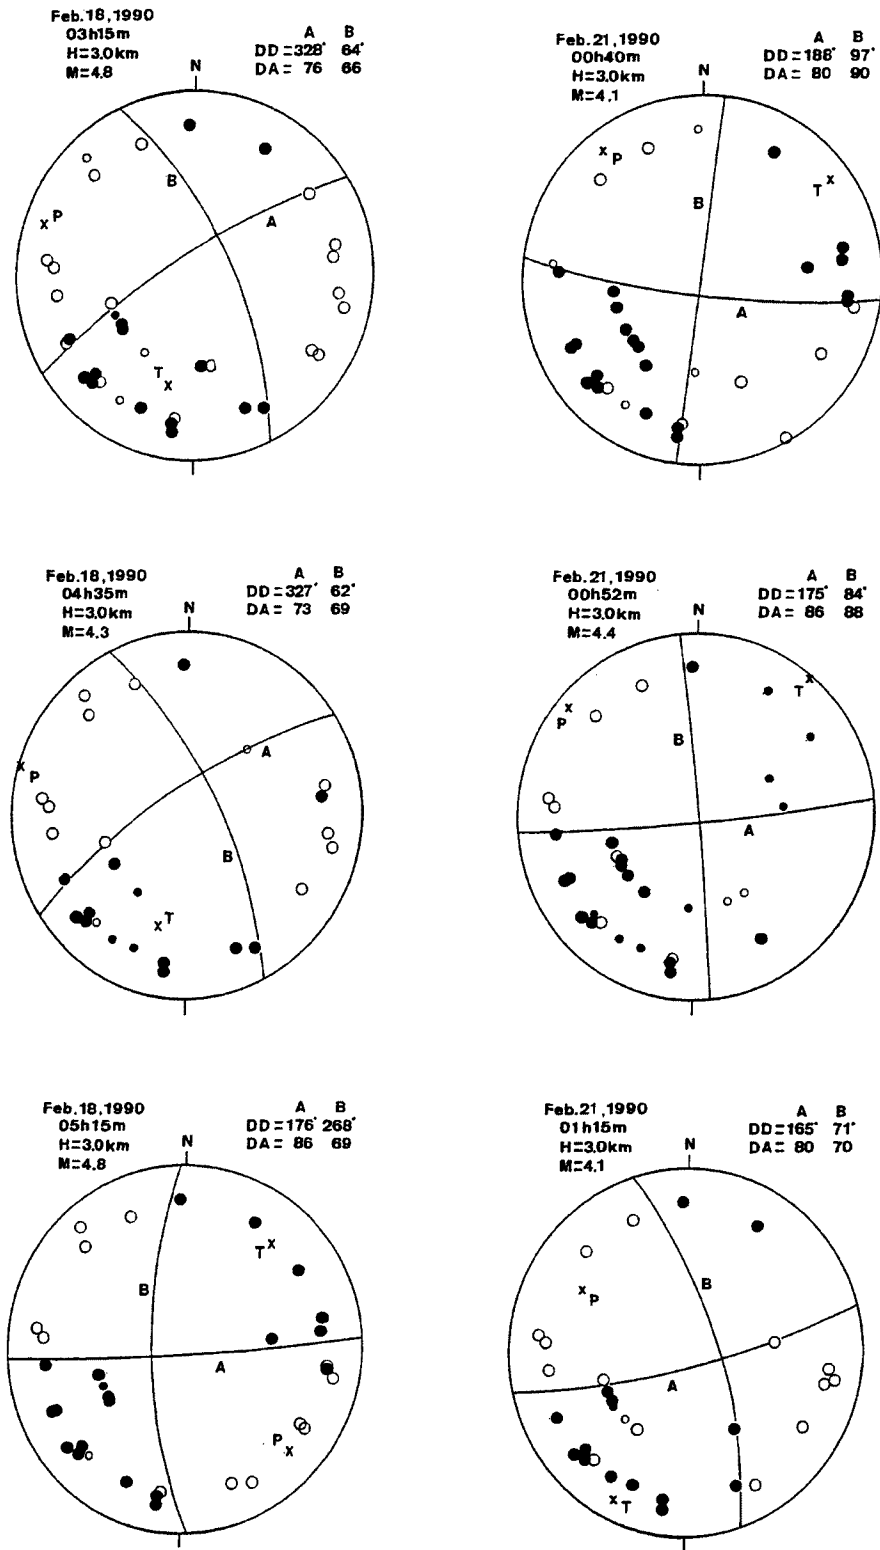 Feb.18,1990
03h15m
H=3.0km
M=4.8
A B
DD=328° 64°
DA= 76 66
N
B
A
x P
T x
Feb.21,1990
00h40m
H=3.0km
M=4.1
A B
DD=188° 97°
DA= 80 90
N
x P
T x
B
A
Feb.18,1990
04h35m
H=3.0km
M=4.3
A B
DD=327° 62°
DA= 73 69
N
A
x P
B
x T
Feb.21,1990
00h52m
H=3.0km
M=4.4
A B
DD=175° 84°
DA= 86 88
N
T x
x P
B
A
Feb.18,1990
05h15m
H=3.0km
M=4.8
A B
DD=176° 268°
DA= 86 69
N
T x
B
A
P x
Feb.21,1990
01h15m
H=3.0km
M=4.1
A B
DD=165° 71°
DA= 80 70
N
B
x P
A
x T